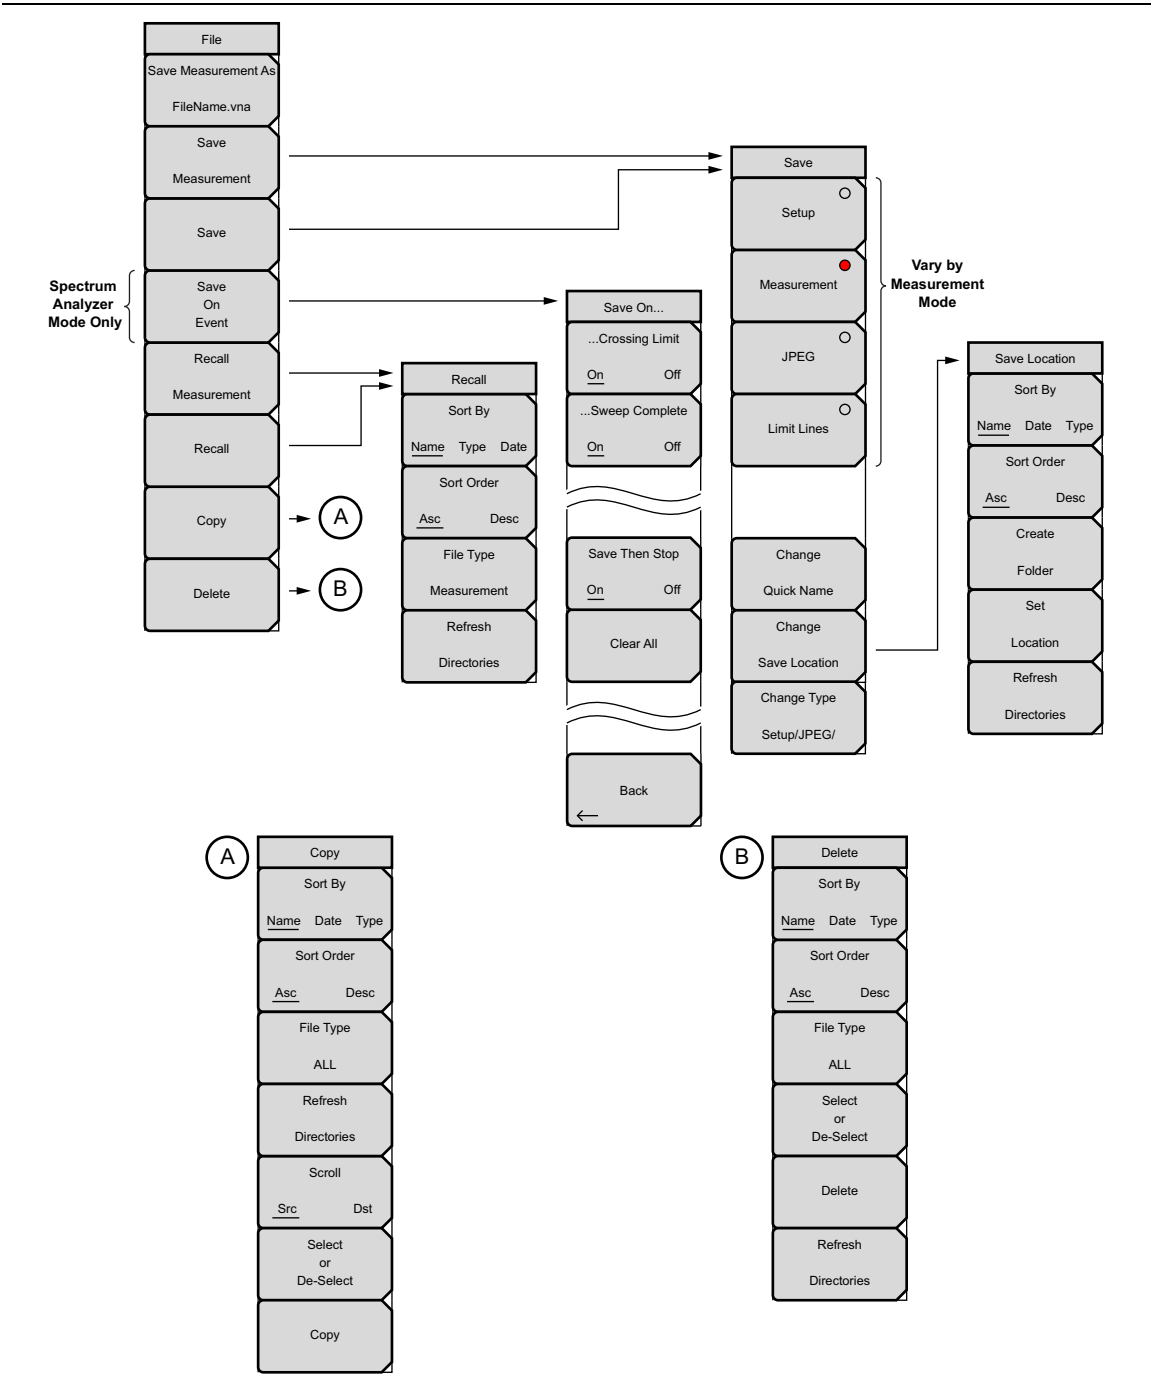 File
Save Measurement As
FileName.vna
Save
Measurement
Save
Spectrum
Analyzer
Mode Only
Save
On
Event
Recall
Measurement
Recall
Copy
A
Delete
B
Recall
Sort By
Name Type Date
Sort Order
Asc Desc
File Type
Measurement
Refresh
Directories
Save On...
...Crossing Limit
On Off
...Sweep Complete
On Off
Save Then Stop
On Off
Clear All
Back
Save
Setup
Measurement
JPEG
Limit Lines
Vary by
Measurement
Mode
Change
Quick Name
Change
Save Location
Change Type
Setup/JPEG/
Save Location
Sort By
Name Date Type
Sort Order
Asc Desc
Create
Folder
Set
Location
Refresh
Directories
A
Copy
Sort By
Name Date Type
Sort Order
Asc Desc
File Type
ALL
Refresh
Directories
Scroll
Src Dst
Select
or
De-Select
Copy
B
Delete
Sort By
Name Date Type
Sort Order
Asc Desc
File Type
ALL
Select
or
De-Select
Delete
Refresh
Directories